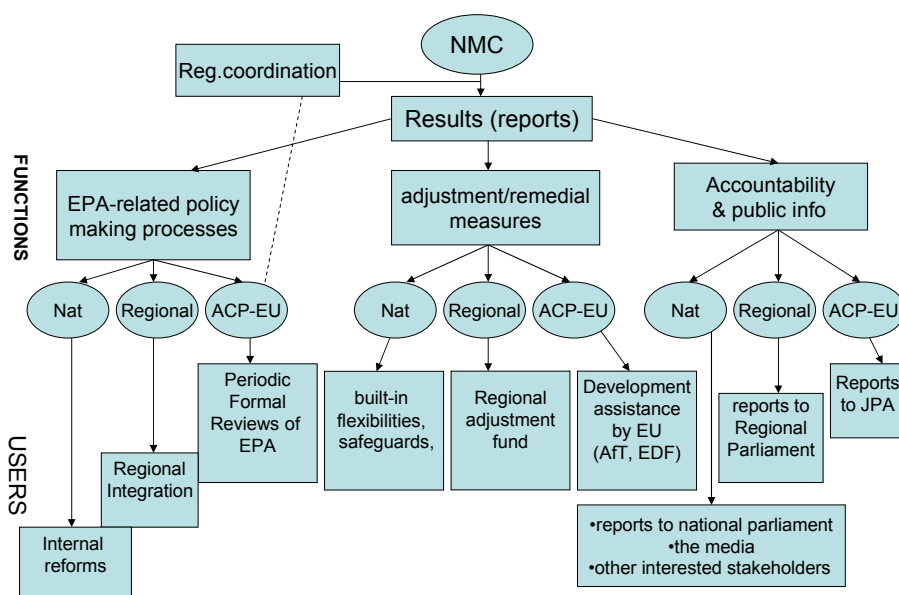 NMC
Reg.coordination
Results (reports)
FUNCTIONS
EPA-related policy
making processes
adjustment/remedial
measures
Accountability
& public info
Nat
Regional
ACP-EU
Nat
Regional
ACP-EU
Nat
Regional
ACP-EU
USERS
Internal
reforms
Regional
Integration
Periodic
Formal
Reviews of
EPA
built-in
flexibilities,
safeguards,
Regional
adjustment
fund
Development
assistance
by EU
(AfT, EDF)
•reports to national parliament
•the media
•other interested stakeholders
reports to
Regional
Parliament
Reports
to JPA